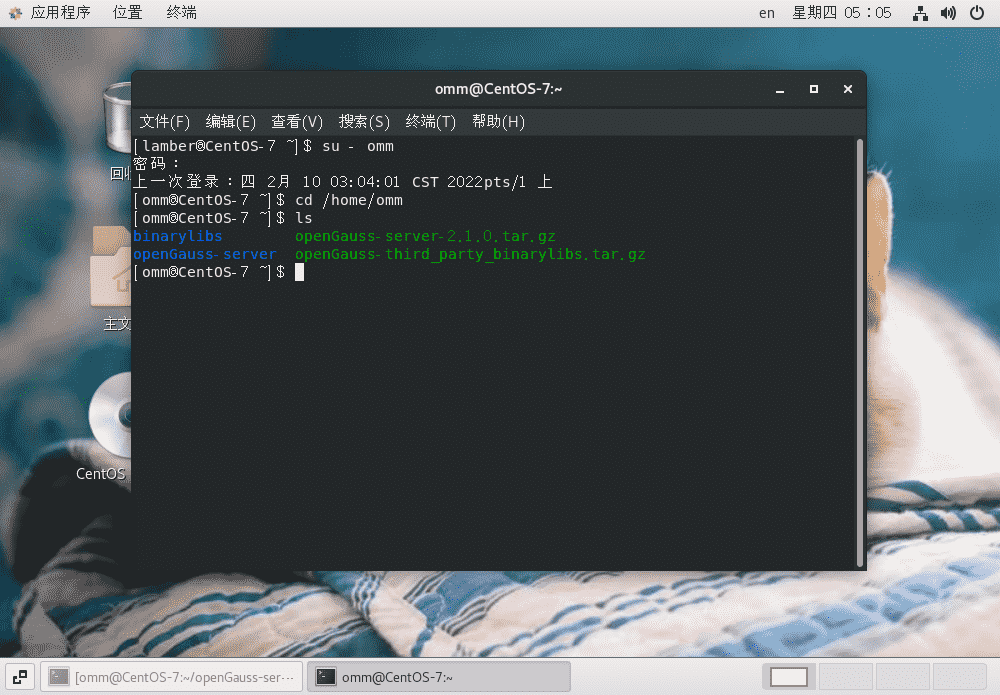 应用程序 位置 终端 en 星期四 05：05
omm@CentOS-7:~
文件(F) 编辑(E) 查看(V) 搜索(S) 终端(T) 帮助(H)
[lamber@CentOS-7 ~]$ su - omm
密码：
上一次登录：四 2月 10 03:04:01 CST 2022pts/1 上
[omm@CentOS-7 ~]$ cd /home/omm
[omm@CentOS-7 ~]$ ls
binarylibs openGauss-server-2.1.0.tar.gz
openGauss-server openGauss-third_party_binarylibs.tar.gz
[omm@CentOS-7 ~]$
回收
主文
CentOS
[omm@CentOS-7:~/openGauss-ser···
omm@CentOS-7:~